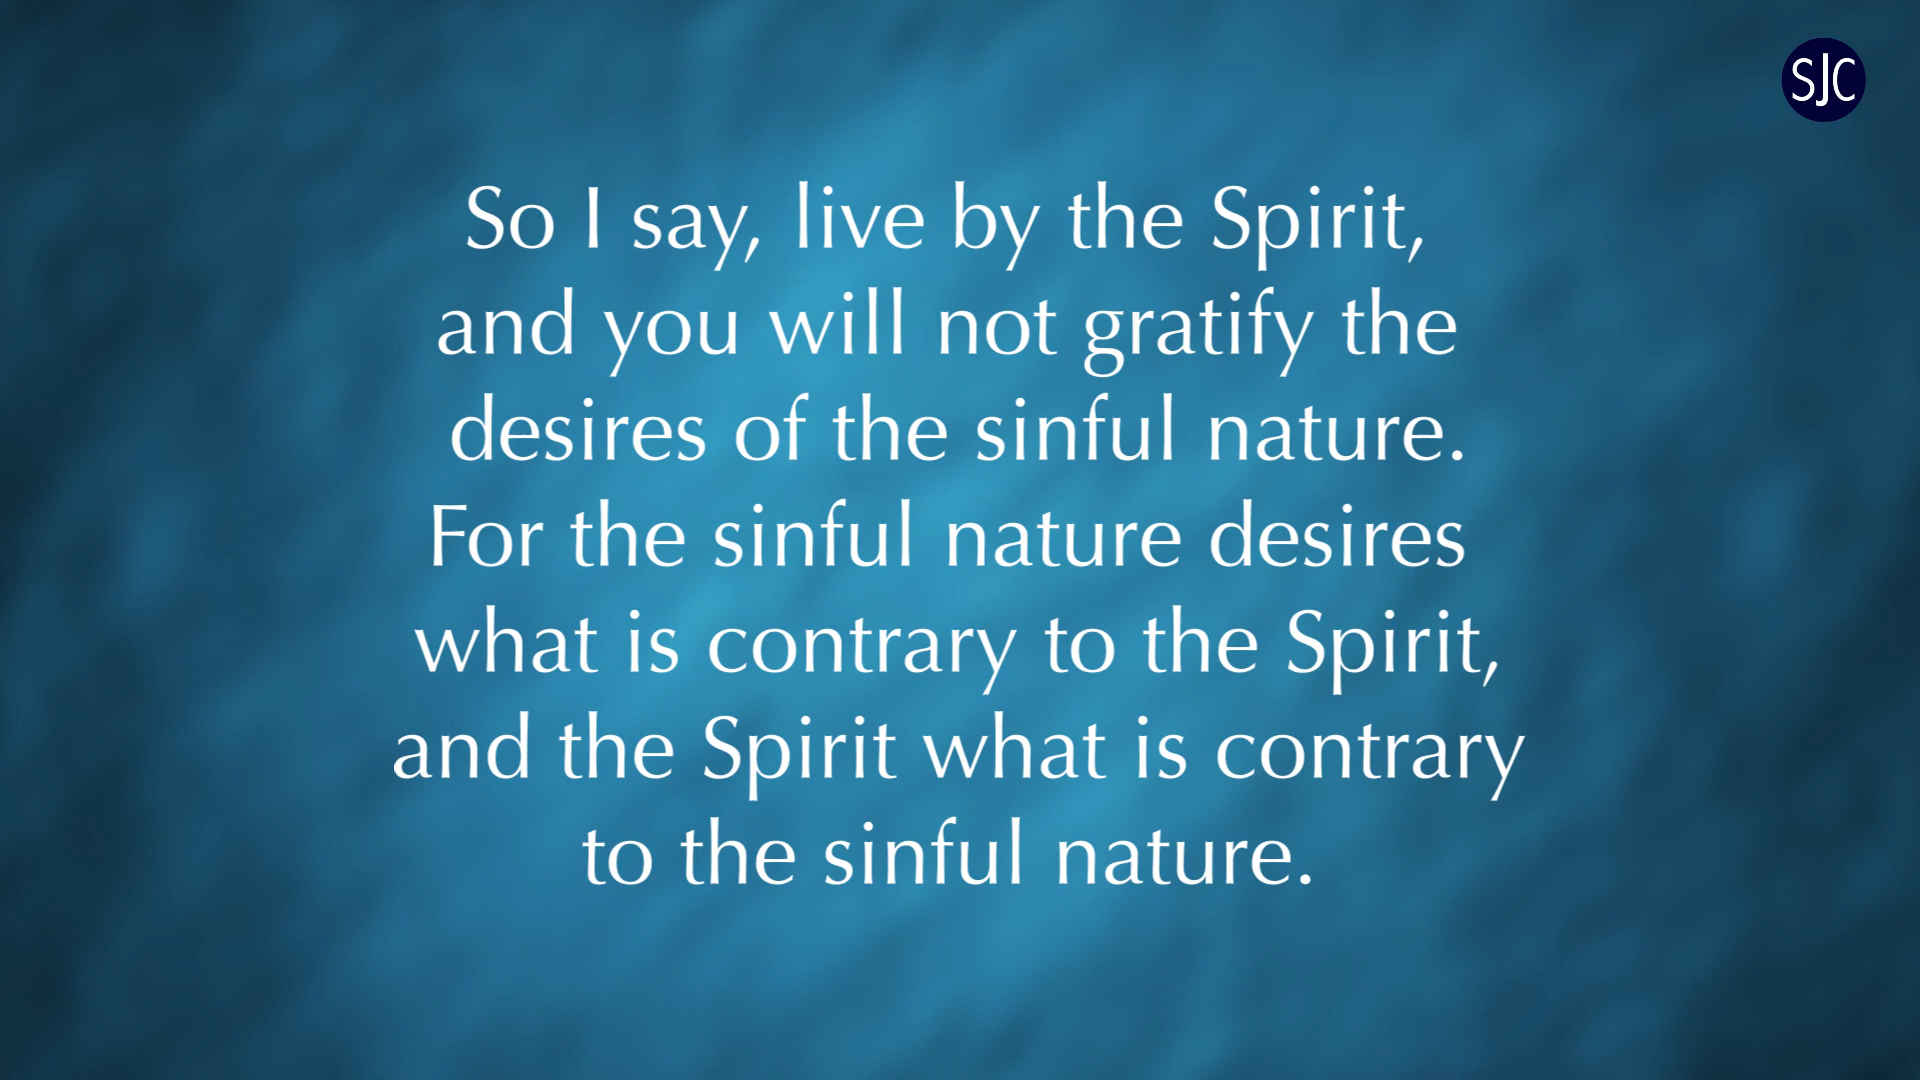 SJC
So I say, live by the Spirit,
and you will not gratify the
desires of the sinful nature.
For the sinful nature desires
what is contrary to the Spirit,
and the Spirit what is contrary
to the sinful nature.